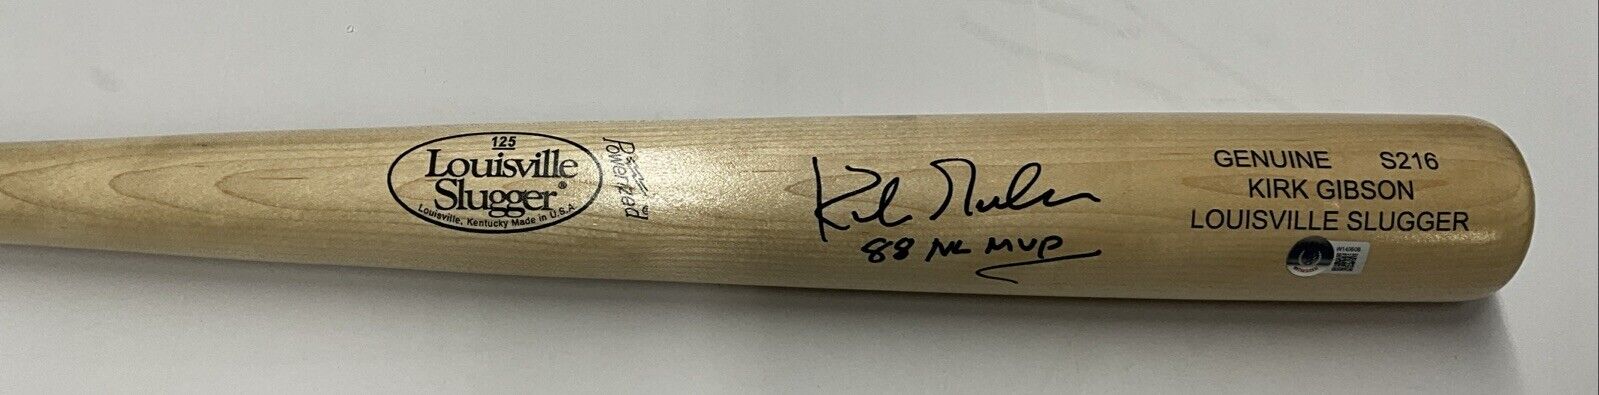 125
Louisville
Slugger®
Louisville, Kentucky Made in U.S.A
Powerized
Kirk Gibson
88 NL MVP
GENUINE S216
KIRK GIBSON
LOUISVILLE SLUGGER